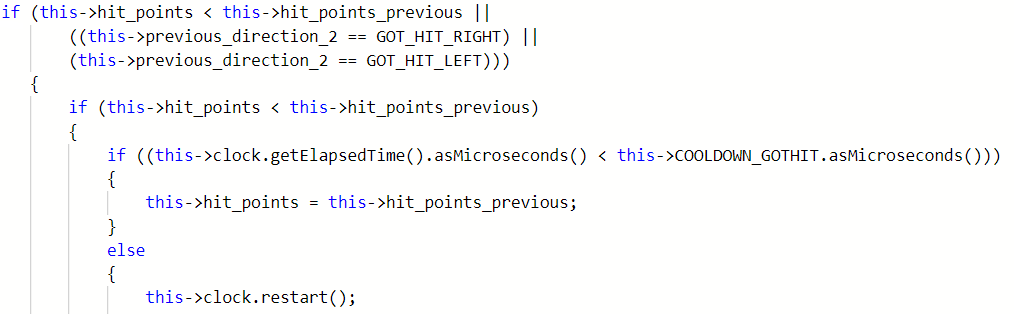 if (this->hit_points < this->hit_points_previous ||
((this->previous_direction_2 == GOT_HIT_RIGHT) ||
(this->previous_direction_2 == GOT_HIT_LEFT)))
{
if (this->hit_points < this->hit_points_previous)
{
if ((this->clock.getElapsedTime().asMicroseconds() < this->COOLDOWN_GOTHIT.asMicroseconds()))
{
this->hit_points = this->hit_points_previous;
}
else
{
this->clock.restart();